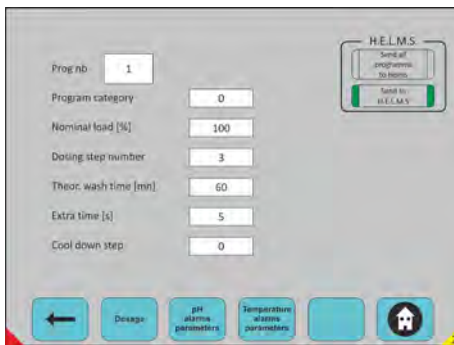 H.E.L.M.S
Send all
programms
to helms
Send to
H.E.L.M.S
Prog nb
1
Program category
0
Nominal load [%]
100
Dosing step number
3
Theor. wash time [mn]
60
Extra time [s]
5
Cool down step
0
Dosage
pH
alarms
parameters
Temperature
alarms
parameters